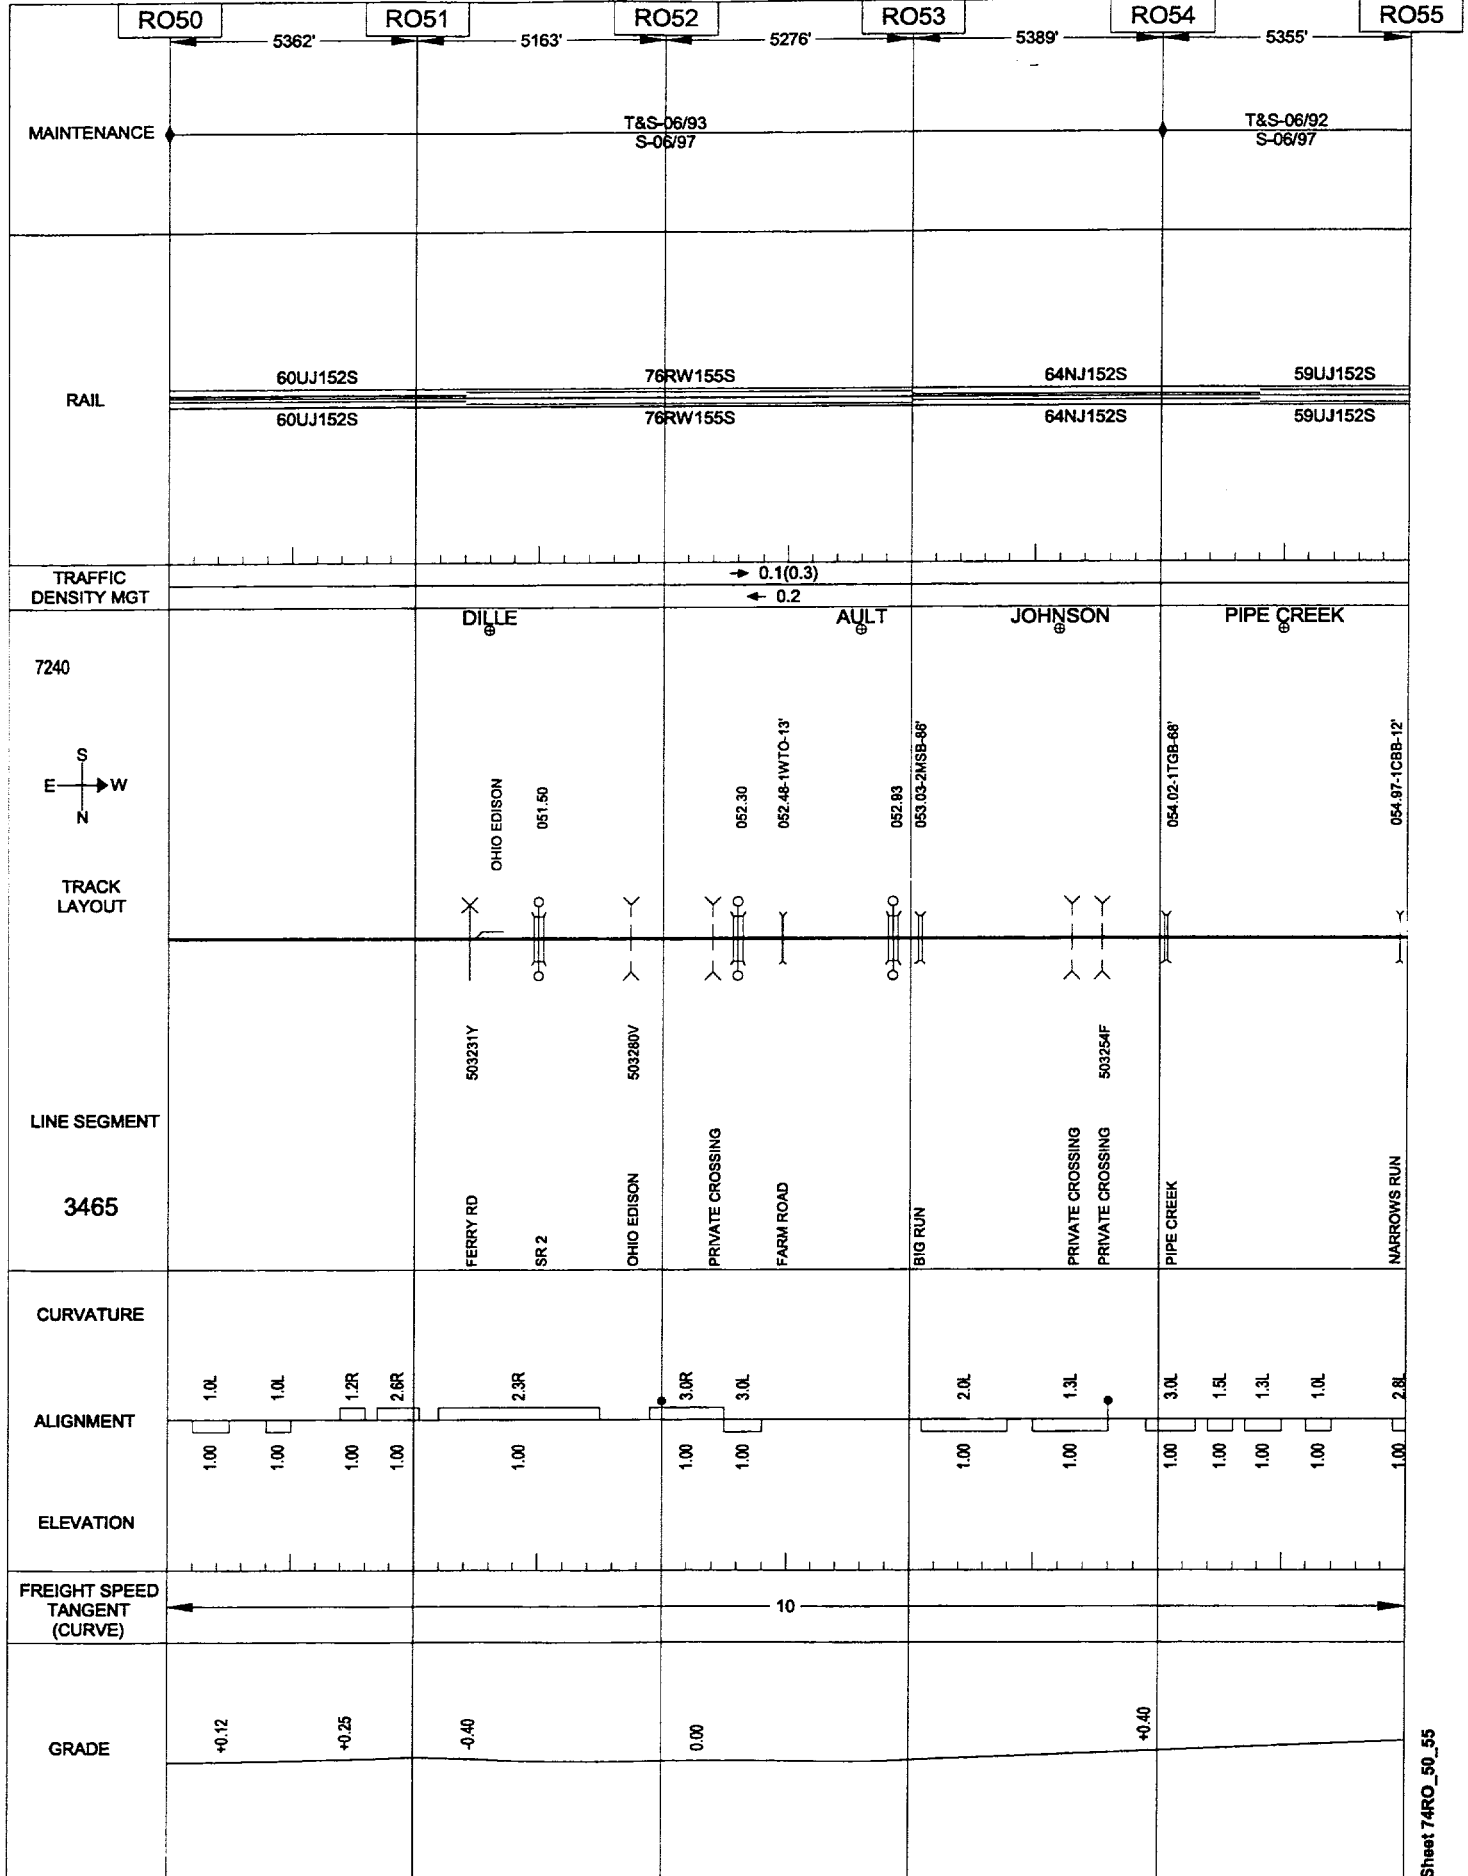 RO50 RO51 RO52 RO53 RO54 RO55
5362' 5163' 5276' 5389' 5355'
MAINTENANCE
T&S-06/93
S-06/97
T&S-06/92
S-06/97
RAIL
60UJ152S 76RW155S 64NJ152S 59UJ152S
60UJ152S 76RW155S 64NJ152S 59UJ152S
TRAFFIC
DENSITY MGT
0.1(0.3)
0.2
DILLE AULT JOHNSON PIPE CREEK
7240
S
E W
N
OHIO EDISON
051.50
052.30
052.48-1WTO-13'
052.93
053.03-2MSB-86'
054.02-1TGB-68'
054.97-1CBB-12'
TRACK
LAYOUT
503231Y
503280V
503254F
LINE SEGMENT
3465
FERRY RD
SR 2
OHIO EDISON
PRIVATE CROSSING
FARM ROAD
BIG RUN
PRIVATE CROSSING
PRIVATE CROSSING
PIPE CREEK
NARROWS RUN
CURVATURE
1.0L 1.0L 1.2R 2.6R 2.3R 3.0R 3.0L 2.0L 1.3L 3.0L 1.5L 1.3L 1.0L 2.8L
ALIGNMENT
1.00 1.00 1.00 1.00 1.00 1.00 1.00 1.00 1.00 1.00 1.00 1.00 1.00 1.00
ELEVATION
FREIGHT SPEED
TANGENT
(CURVE)
10
GRADE
+0.12 +0.25 -0.40 0.00 +0.40
Sheet 74RO_50_55